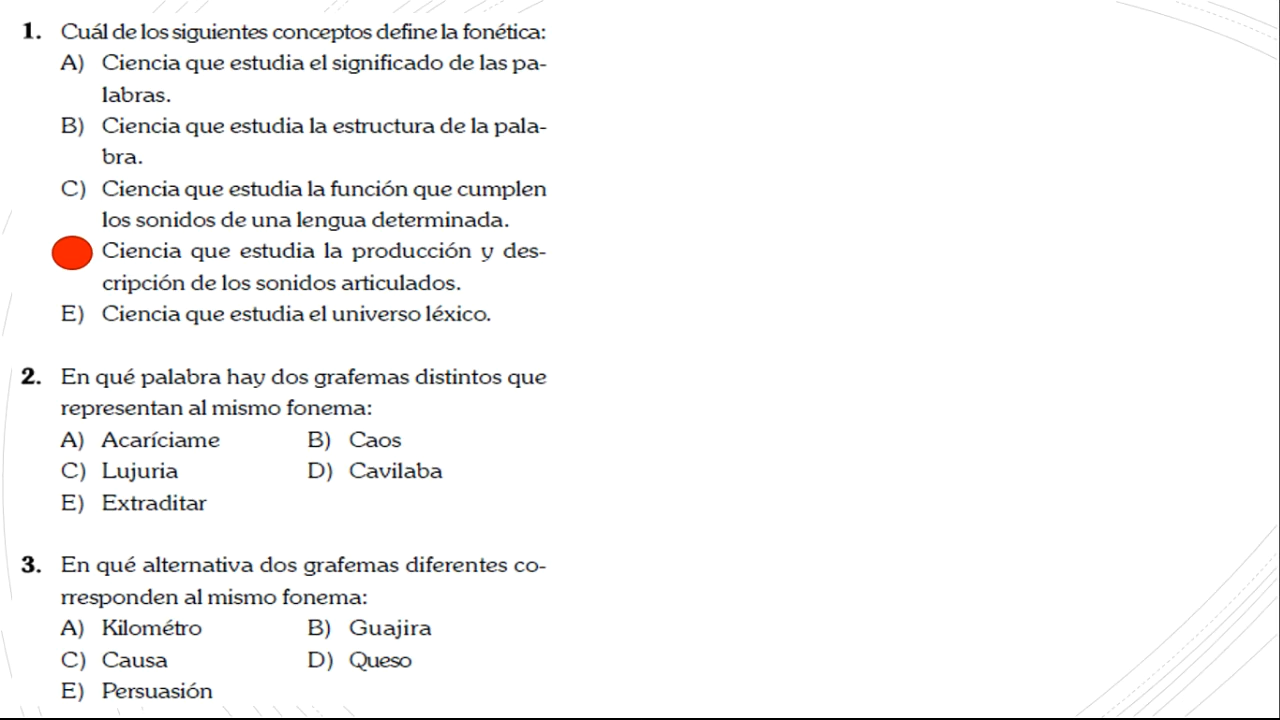 1. Cuál de los siguientes conceptos define la fonética:
A) Ciencia que estudia el significado de las pa-
labras.
B) Ciencia que estudia la estructura de la pala-
bra.
C) Ciencia que estudia la función que cumplen
los sonidos de una lengua determinada.
Ciencia que estudia la producción y des-
cripción de los sonidos articulados.
E) Ciencia que estudia el universo léxico.
2. En qué palabra hay dos grafemas distintos que
representan al mismo fonema:
A) Acaríciame B) Caos
C) Lujuria D) Cavilaba
E) Extraditar
3. En qué alternativa dos grafemas diferentes co-
rresponden al mismo fonema:
A) Kilométro B) Guajira
C) Causa D) Queso
E) Persuasión